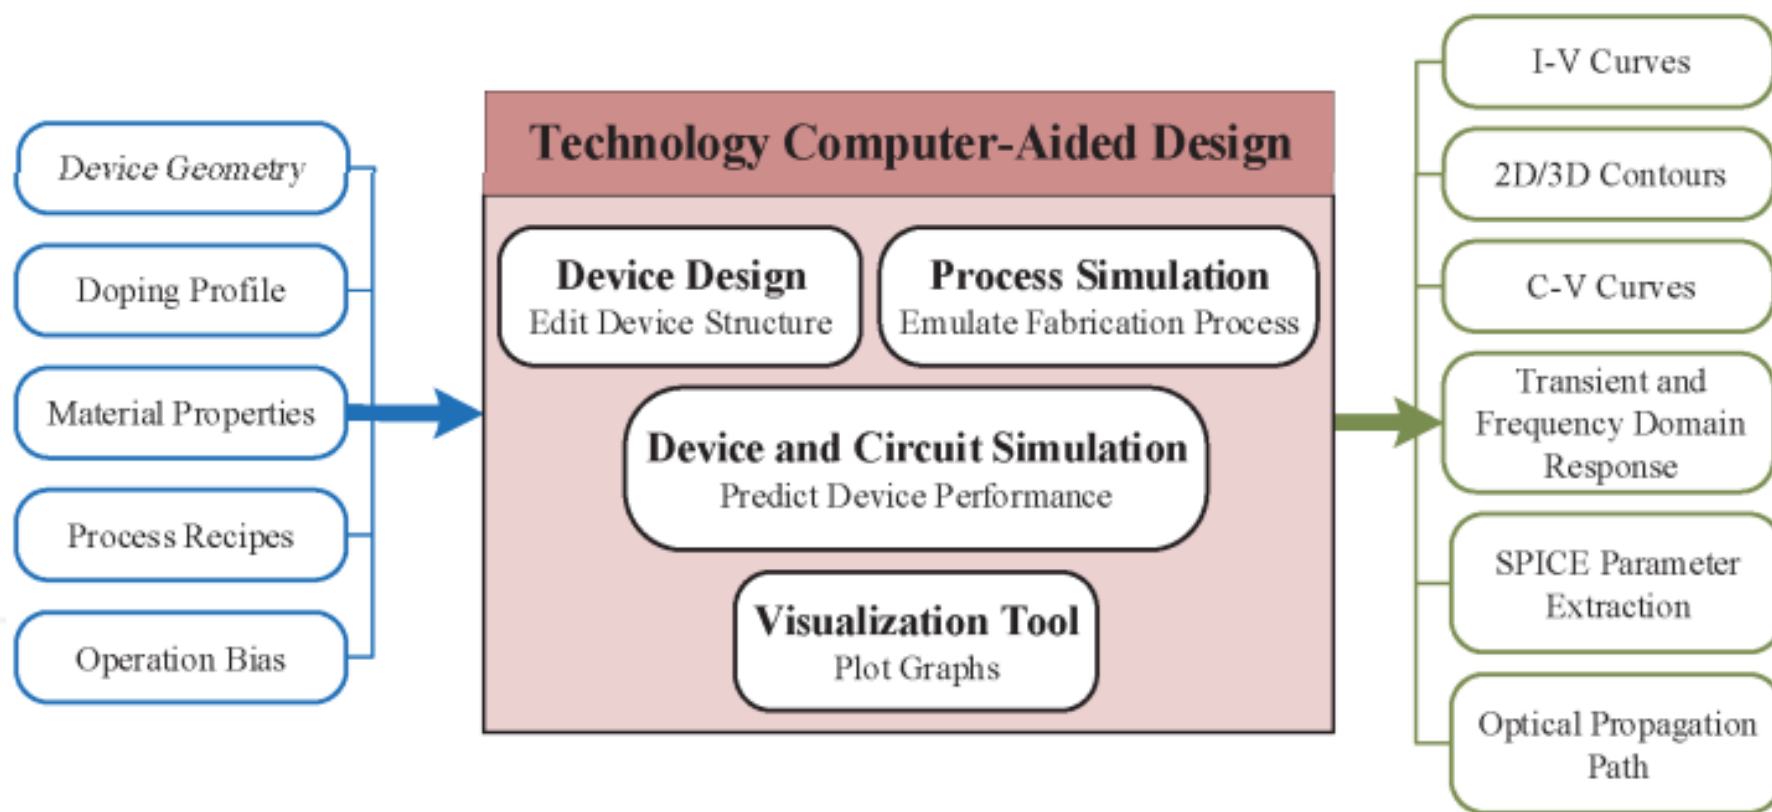 Device Geometry
Doping Profile
Material Properties
Process Recipes
Operation Bias
Technology Computer-Aided Design
Device Design
Edit Device Structure
Process Simulation
Emulate Fabrication Process
Device and Circuit Simulation
Predict Device Performance
Visualization Tool
Plot Graphs
I-V Curves
2D/3D Contours
C-V Curves
Transient and
Frequency Domain
Response
SPICE Parameter
Extraction
Optical Propagation
Path